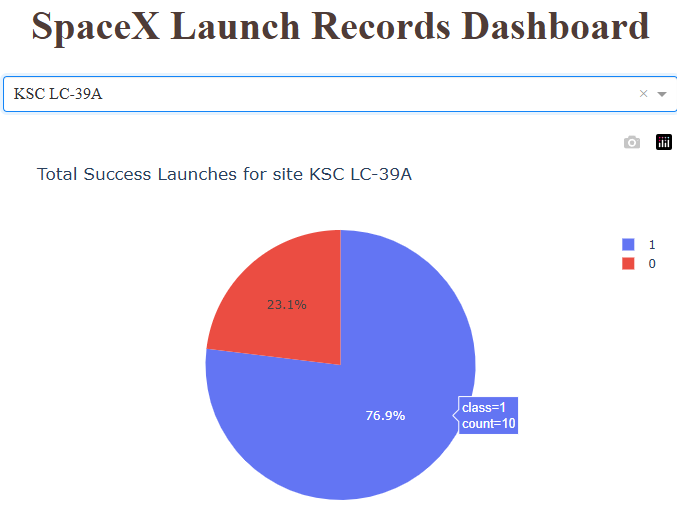 SpaceX Launch Records Dashboard
KSC LC-39A
Total Success Launches for site KSC LC-39A
1
0
23.1%
76.9%
class=1
count=10